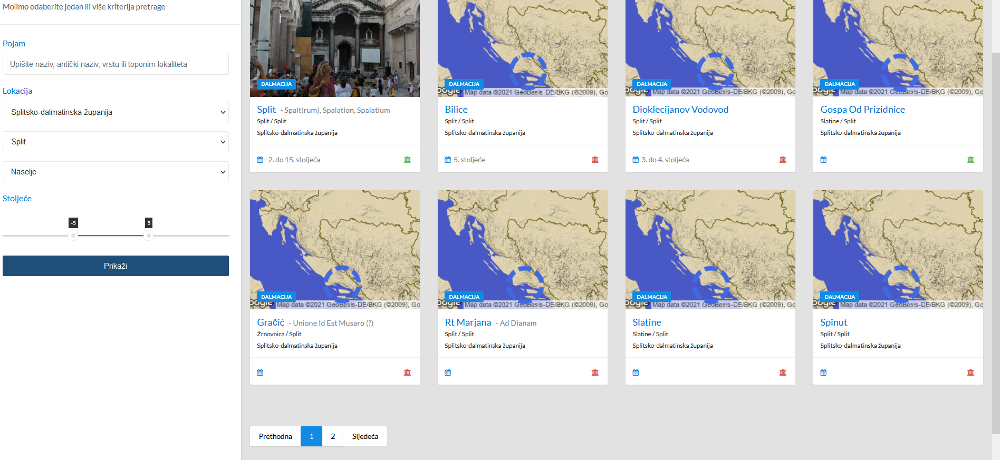 Molimo odaberite jedan ili više kriterija pretrage
Pojam
Upišite naziv, antički naziv, vrstu ili toponim lokaliteta
Lokacija
Splitsko-dalmatinska županija
Split
Naselje
Stoljeće
-5
5
Prikaži
DALMACIJA
Split - Spalt(rum), Spalation, Spalatium
Split / Split
Splitsko-dalmatinska županija
-2. do 15. stoljeća
DALMACIJA
Map data ©2021 GeoBasis-DE/BKG (©2009), Go
Bilice
Split / Split
Splitsko-dalmatinska županija
5. stoljeće
DALMACIJA
Map data ©2021 GeoBasis-DE/BKG (©2009), Go
Dioklecijanov Vodovod
Split / Split
Splitsko-dalmatinska županija
3. do 4. stoljeća
DALMACIJA
Map data ©2021 GeoBasis-DE/BKG (©2009), Go
Gospa Od Prizidnice
Slatine / Split
Splitsko-dalmatinska županija
DALMACIJA
Map data ©2021 GeoBasis-DE/BKG (©2009), Go
Gračić - Unione Id Est Musaro (?)
Žrnovnica / Split
Splitsko-dalmatinska županija
DALMACIJA
Map data ©2021 GeoBasis-DE/BKG (©2009), Go
Rt Marjana - Ad Dianam
Split / Split
Splitsko-dalmatinska županija
DALMACIJA
Map data ©2021 GeoBasis-DE/BKG (©2009), Go
Slatine
Slatine / Split
Splitsko-dalmatinska županija
DALMACIJA
Map data ©2021 GeoBasis-DE/BKG (©2009), Go
Spinut
Split / Split
Splitsko-dalmatinska županija
Prethodna 1 2 Sljedeća